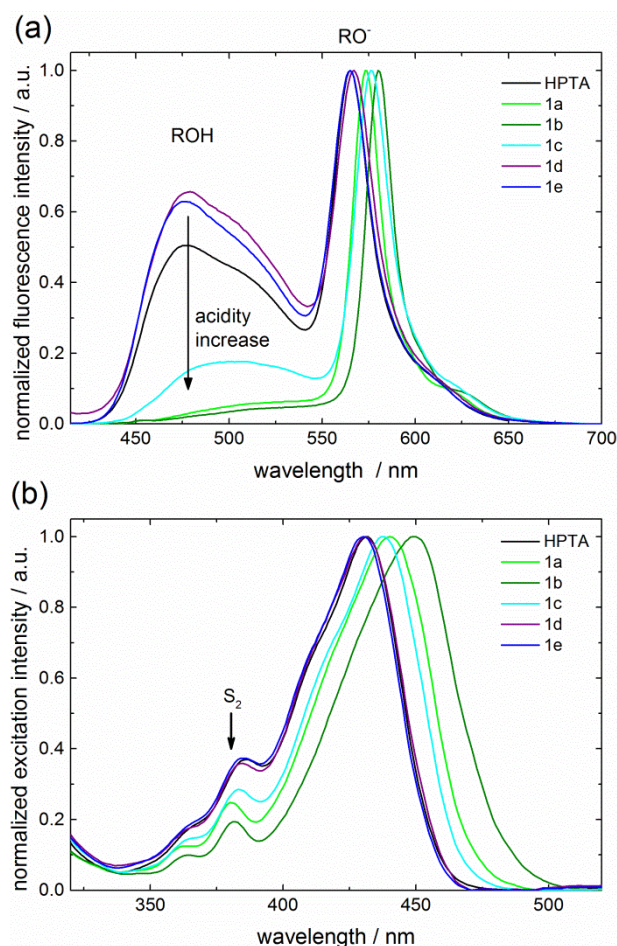 (a)
RO⁻
ROH
acidity
increase
HPTA
1a
1b
1c
1d
1e
normalized fluorescence intensity / a.u.
1.0
0.8
0.6
0.4
0.2
0.0
450 500 550 600 650 700
wavelength / nm
(b)
S₂
HPTA
1a
1b
1c
1d
1e
normalized excitation intensity / a.u.
1.0
0.8
0.6
0.4
0.2
0.0
350 400 450 500
wavelength / nm